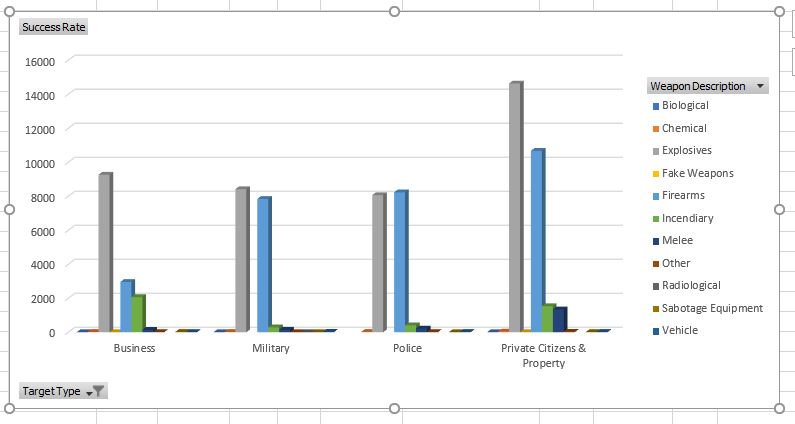 Success Rate
16000
14000
12000
10000
8000
6000
4000
2000
0
Business
Military
Police
Private Citizens &
Property
Weapon Description
Biological
Chemical
Explosives
Fake Weapons
Firearms
Incendiary
Melee
Other
Radiological
Sabotage Equipment
Vehicle
Target Type